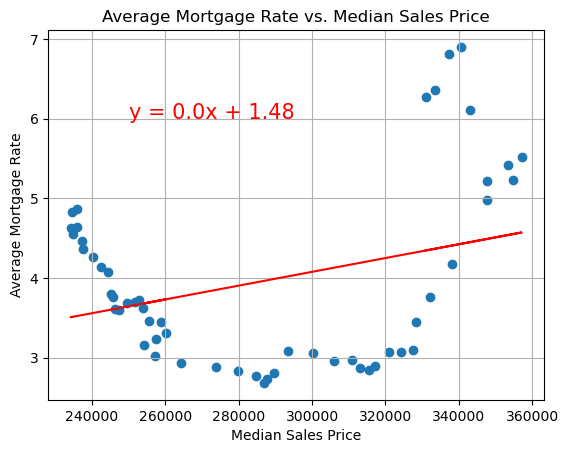 Average Mortgage Rate vs. Median Sales Price
7
y = 0.0x + 1.48
6
5
4
3
Average Mortgage Rate
240000 260000 280000 300000 320000 340000 360000
Median Sales Price